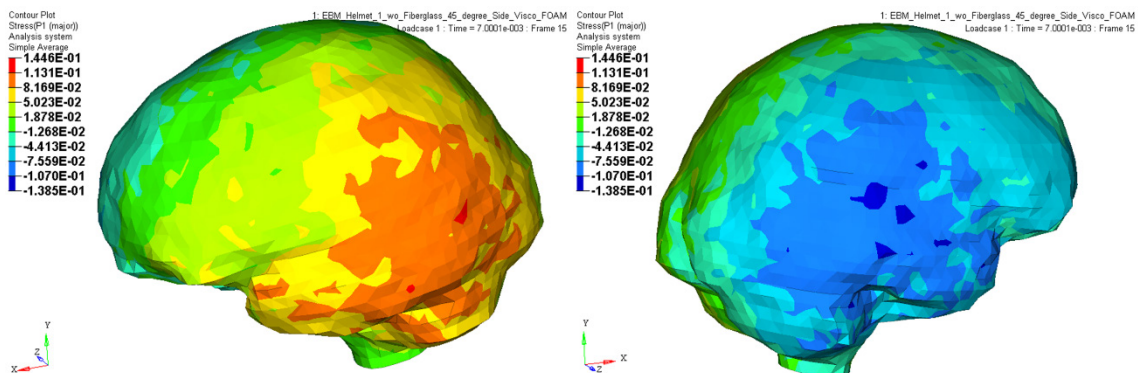 Contour Plot
Stress(P1 (major))
Analysis system
Simple Average
1.446E-01
1.131E-01
8.169E-02
5.023E-02
1.878E-02
-1.268E-02
-4.413E-02
-7.559E-02
-1.070E-01
-1.385E-01
1: EBM_Helmet_1_wo_Fiberglass_45_degree_Side_Visco_FOAM
Loadcase 1 : Time = 7.0001e-003 : Frame 15
Y
Z
X
Contour Plot
Stress(P1 (major))
Analysis system
Simple Average
1.446E-01
1.131E-01
8.169E-02
5.023E-02
1.878E-02
-1.268E-02
-4.413E-02
-7.559E-02
-1.070E-01
-1.385E-01
1: EBM_Helmet_1_wo_Fiberglass_45_degree_Side_Visco_FOAM
Loadcase 1 : Time = 7.0001e-003 : Frame 15
Y
X
Z